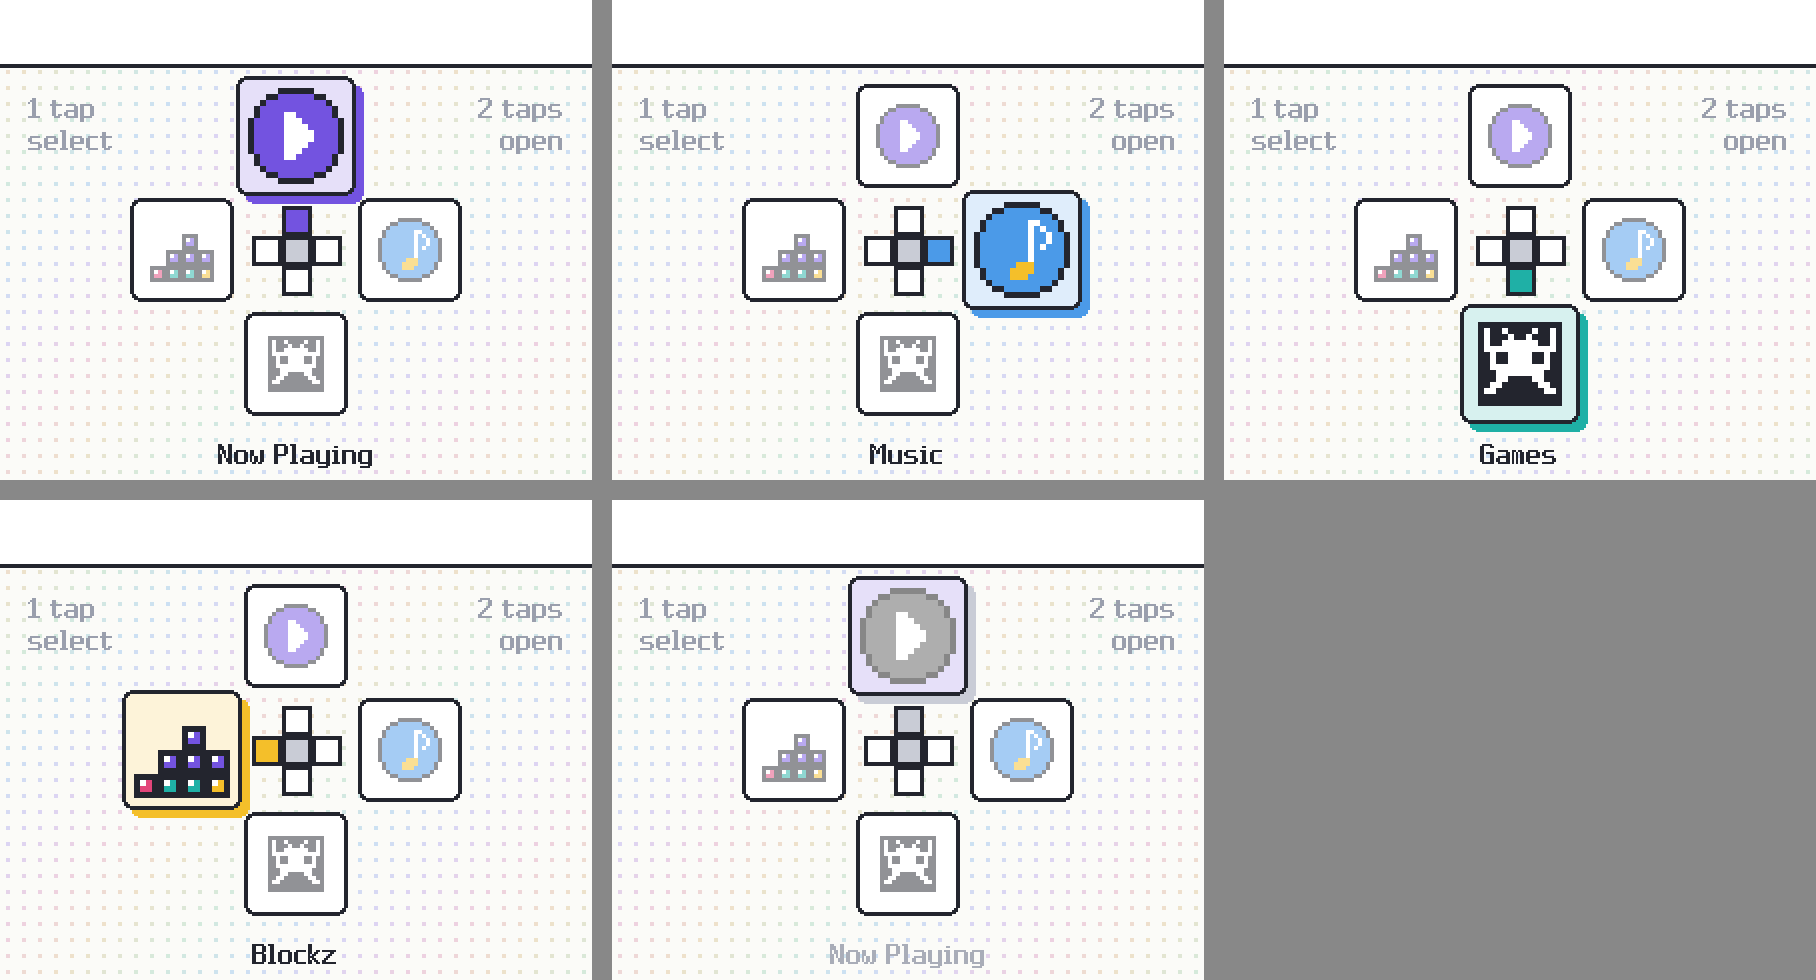 1 tap
select
2 taps
open
Now Playing
1 tap
select
2 taps
open
Music
1 tap
select
2 taps
open
Games
1 tap
select
2 taps
open
Blockz
1 tap
select
2 taps
open
Now Playing